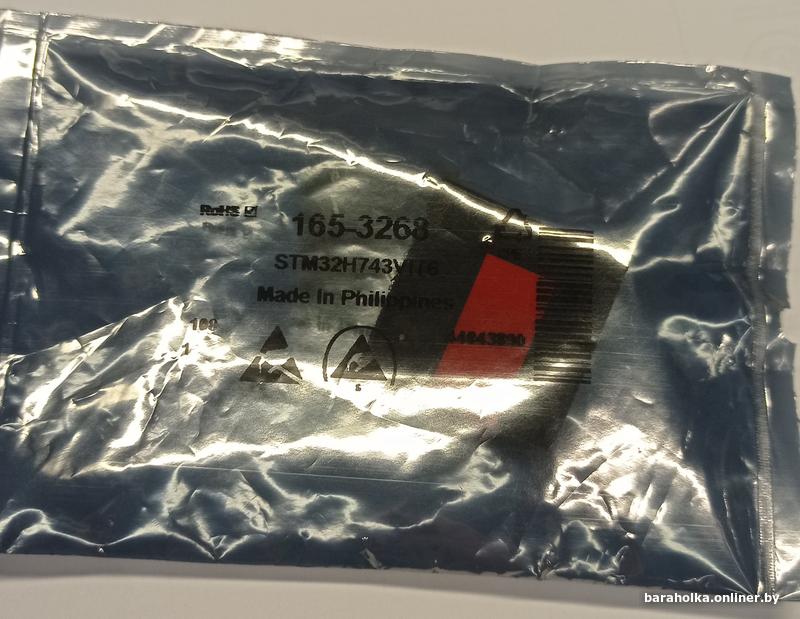 RoHS
165-3268
STM32H743VIT6
Made In Philippines
baraholka.onliner.by